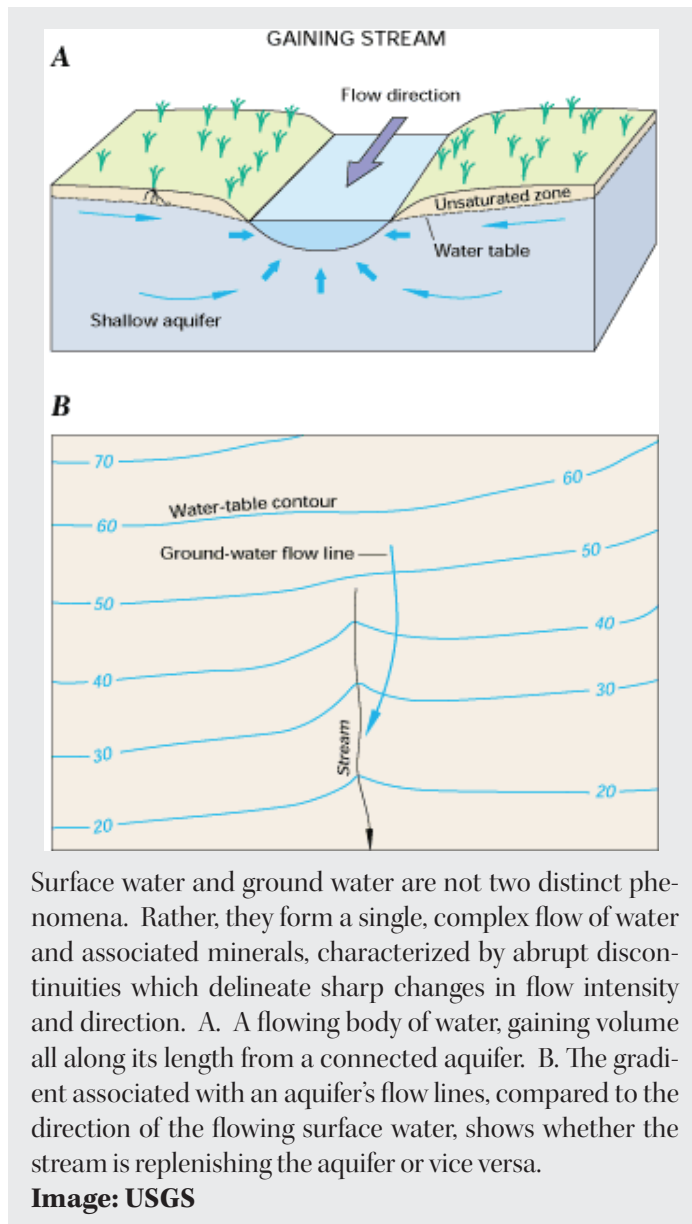 GAINING STREAM
A
Flow direction
Unsaturated zone
Water table
Shallow aquifer
B
70
60
Water-table contour
60
Ground-water flow line
50
50
40
40
30
Stream
30
20
20
Surface water and ground water are not two distinct phe-
nomena. Rather, they form a single, complex flow of water
and associated minerals, characterized by abrupt discon-
tinuities which delineate sharp changes in flow intensity
and direction. A. A flowing body of water, gaining volume
all along its length from a connected aquifer. B. The gradi-
ent associated with an aquifer's flow lines, compared to the
direction of the flowing surface water, shows whether the
stream is replenishing the aquifer or vice versa.
Image: USGS